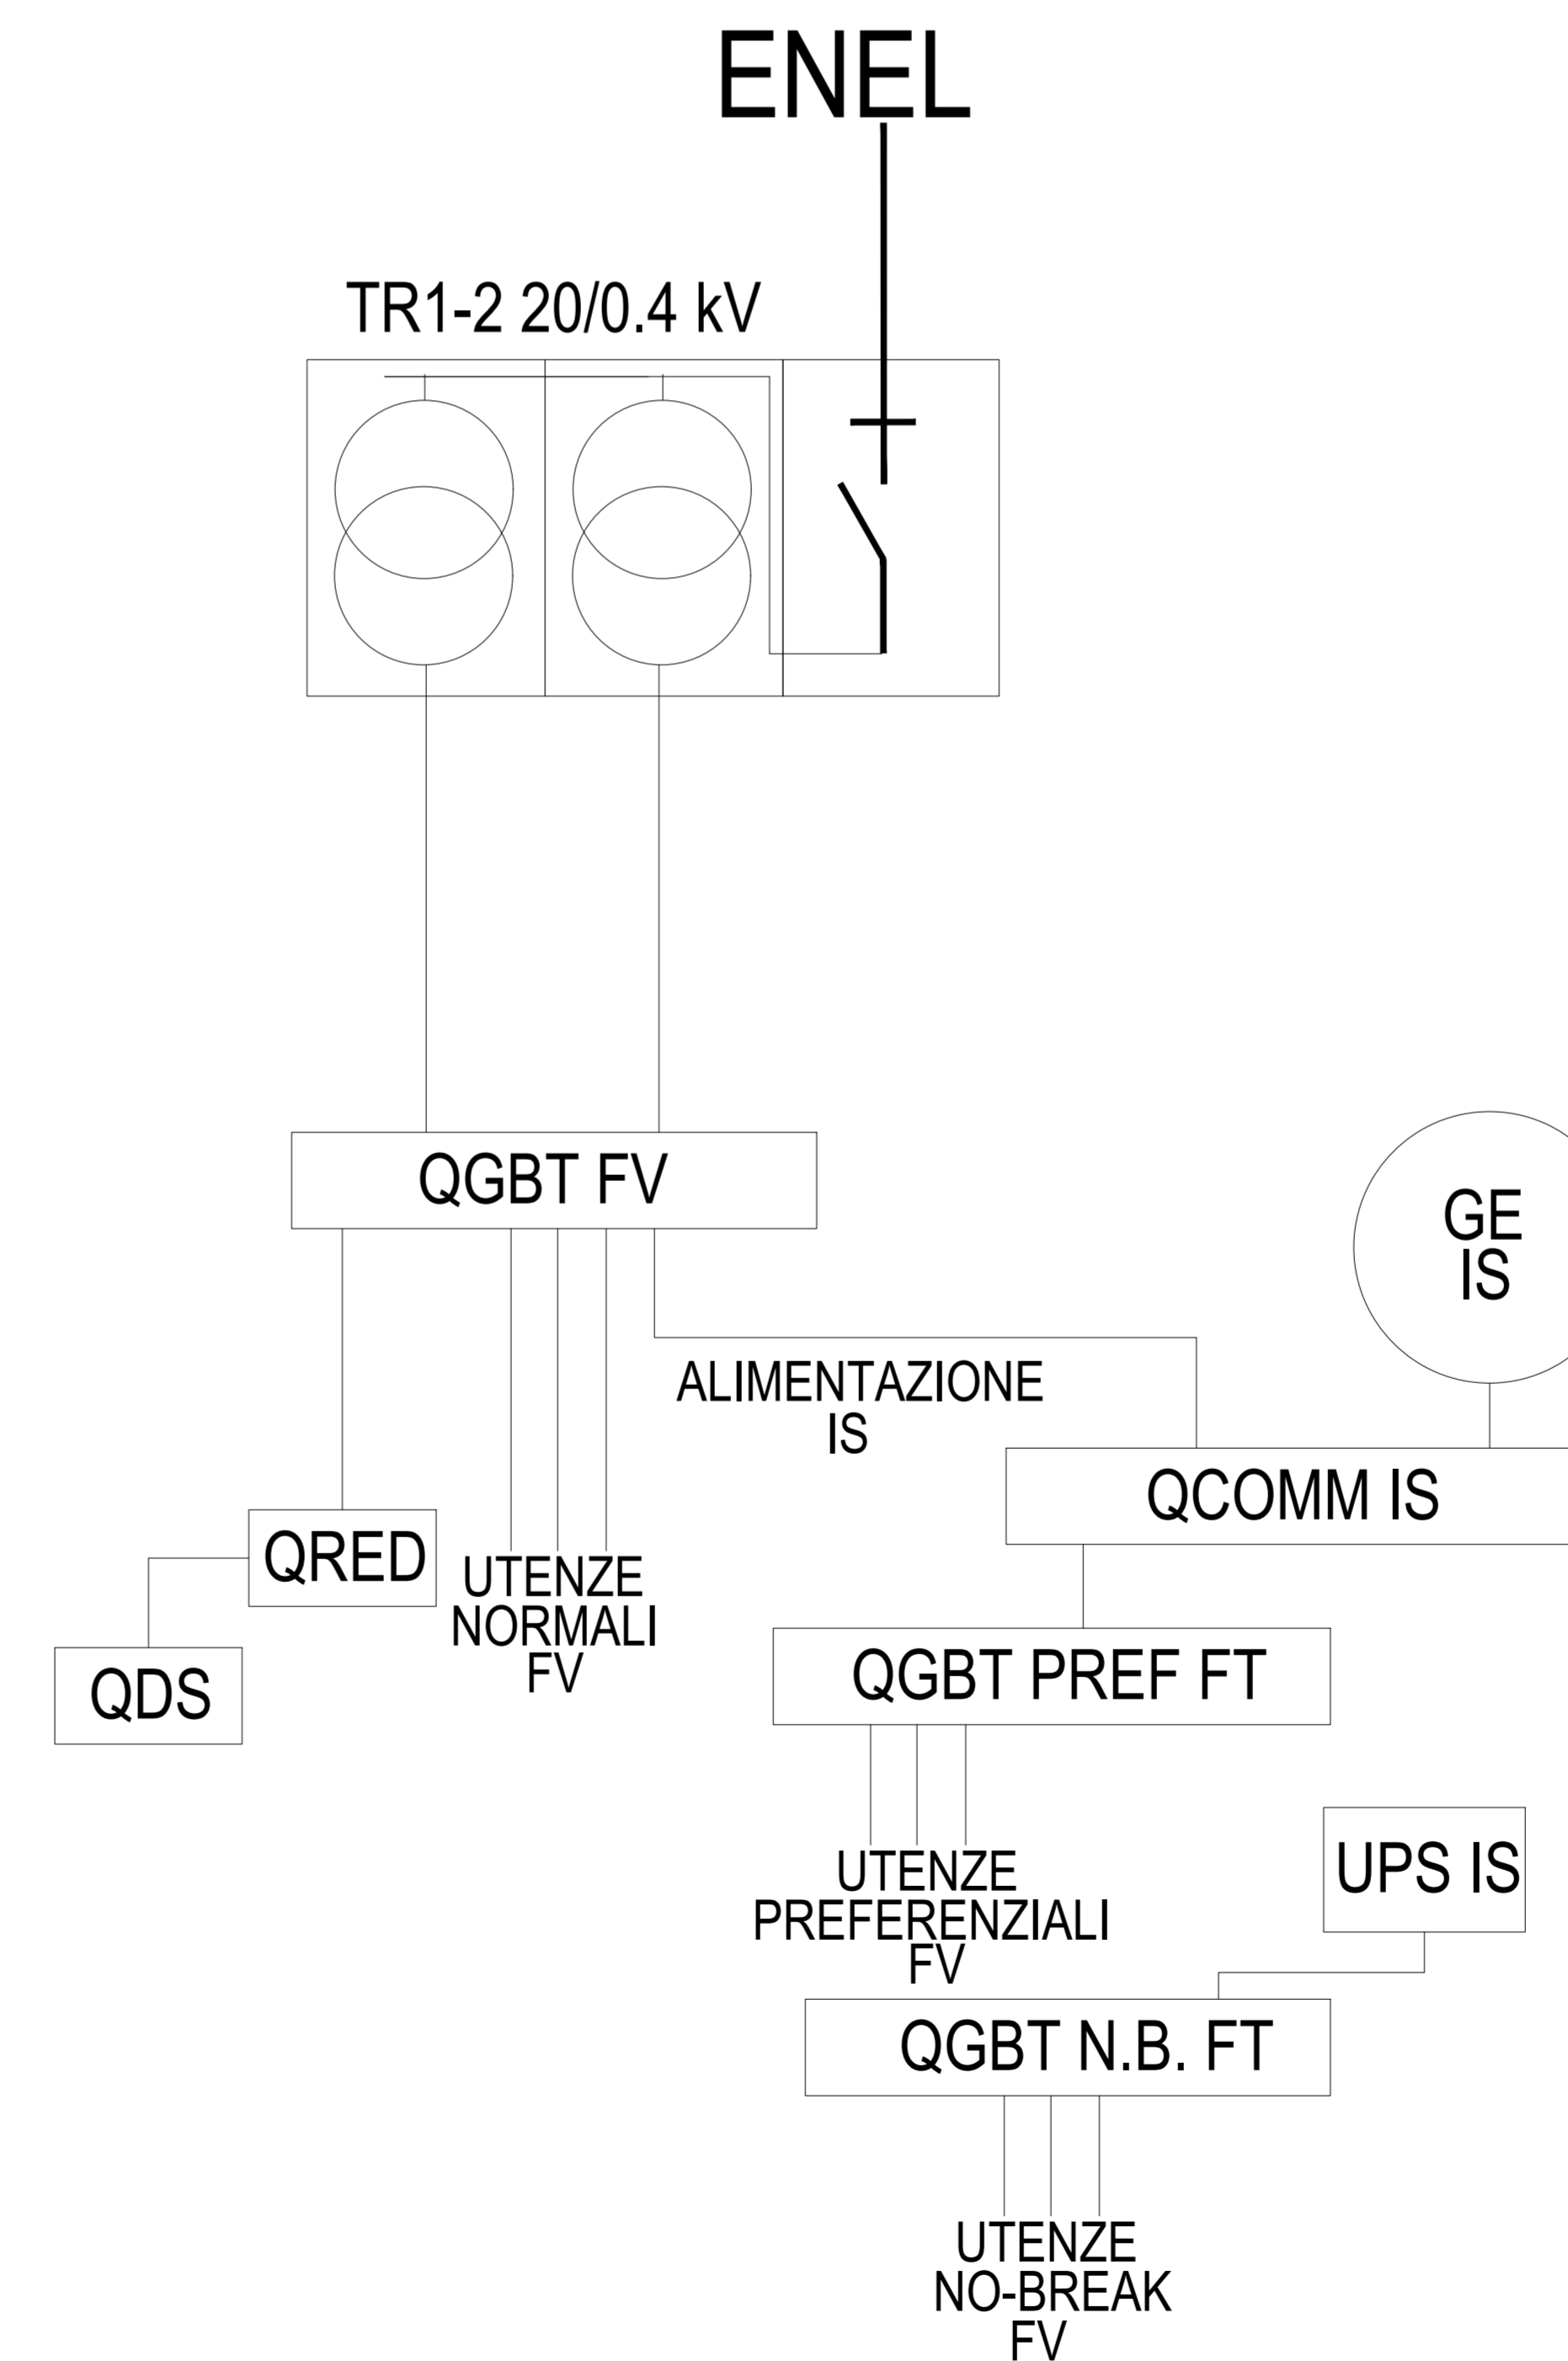 ENEL
TR1-2 20/0.4 kV
QGBT FV
GE
IS
ALIMENTAZIONE
IS
QCOMM IS
QRED
UTENZE
NORMALI
FV
QDS
QGBT PREF FT
UTENZE
PREFERENZIALI
FV
UPS IS
QGBT N.B. FT
UTENZE
NO-BREAK
FV